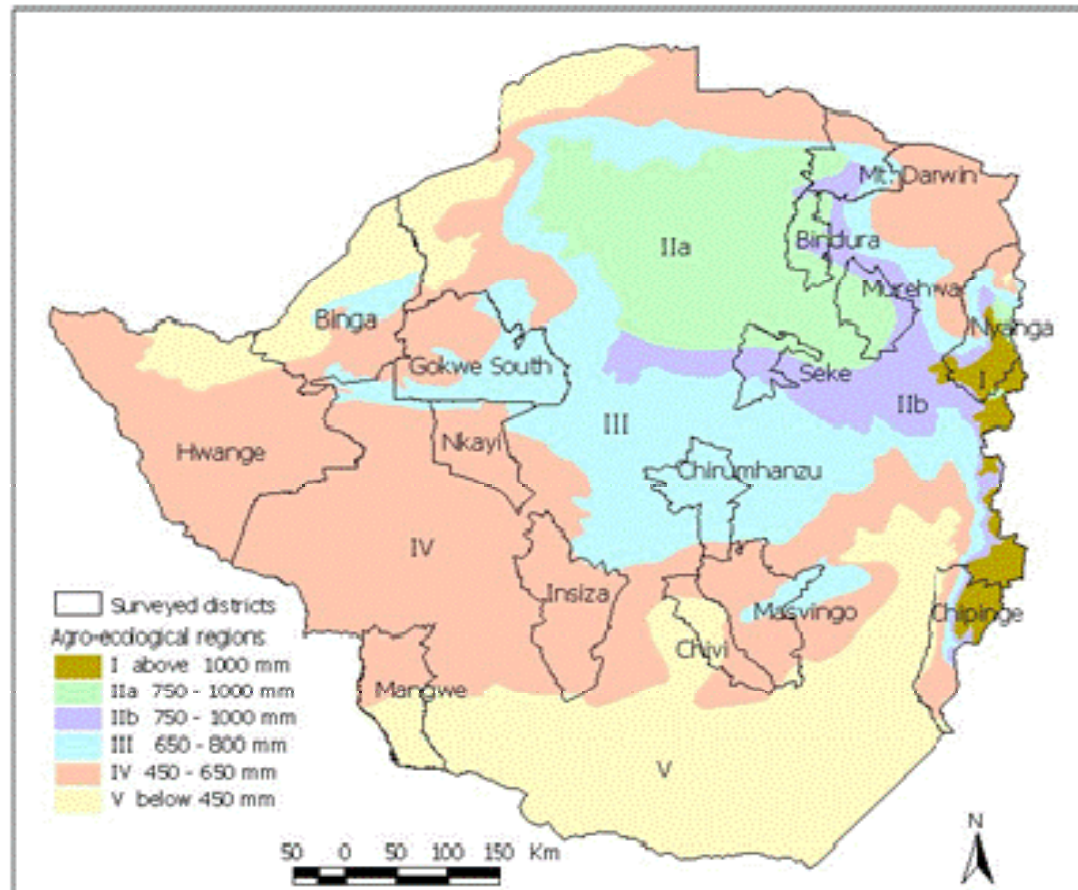 Mt. Darwin
IIa
Bindura
Murehwa
Binga
Nyanga
Gokwe South
Seke
I
IIb
III
Hwange
Nkayi
Chirumhanzu
IV
Insiza
Masvingo
Chipinge
Chivi
Mangwe
V
Surveyed districts
Agro-ecological regions
I above 1000 mm
IIa 750 - 1000 mm
IIb 750 - 1000 mm
III 650 - 800 mm
IV 450 - 650 mm
V below 450 mm
50 0 50 100 150 Km
N